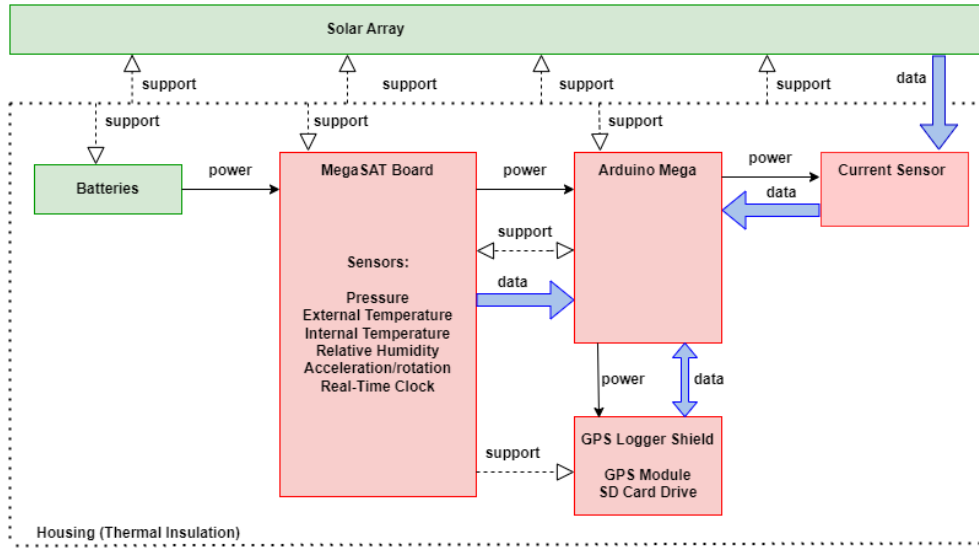 Solar Array
support
support
support
support
data
support
support
support
Batteries
power
MegaSAT Board
power
Arduino Mega
power
Current Sensor
data
support
Sensors:
data
Pressure
External Temperature
Internal Temperature
Relative Humidity
Acceleration/rotation
Real-Time Clock
power
data
GPS Logger Shield
support
GPS Module
SD Card Drive
Housing (Thermal Insulation)